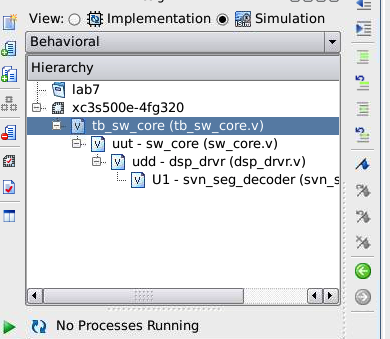 View: Implementation Simulation
Behavioral
Hierarchy
lab7
xc3s500e-4fg320
tb_sw_core (tb_sw_core.v)
uut - sw_core (sw_core.v)
udd - dsp_drvr (dsp_drvr.v)
U1 - svn_seg_decoder (svn_s
No Processes Running